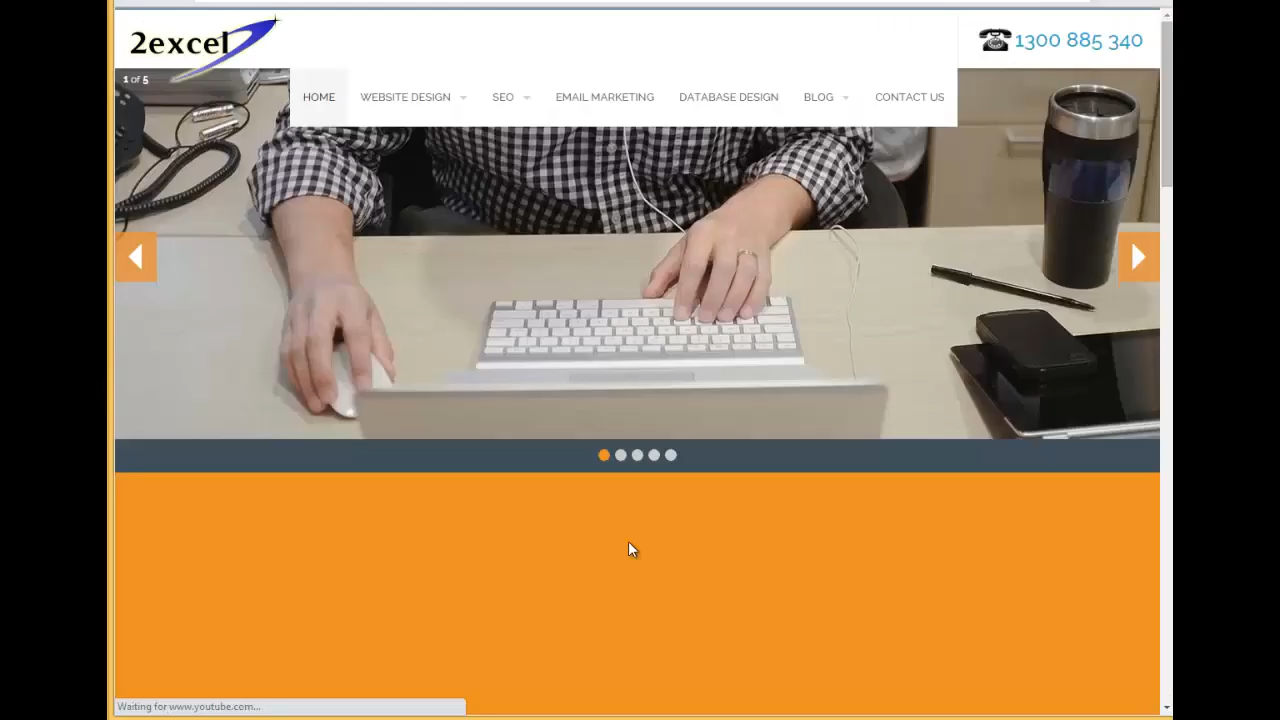 2excel
1300 885 340
1 of 5
HOME WEBSITE DESIGN SEO EMAIL MARKETING DATABASE DESIGN BLOG CONTACT US
Waiting for www.youtube.com...